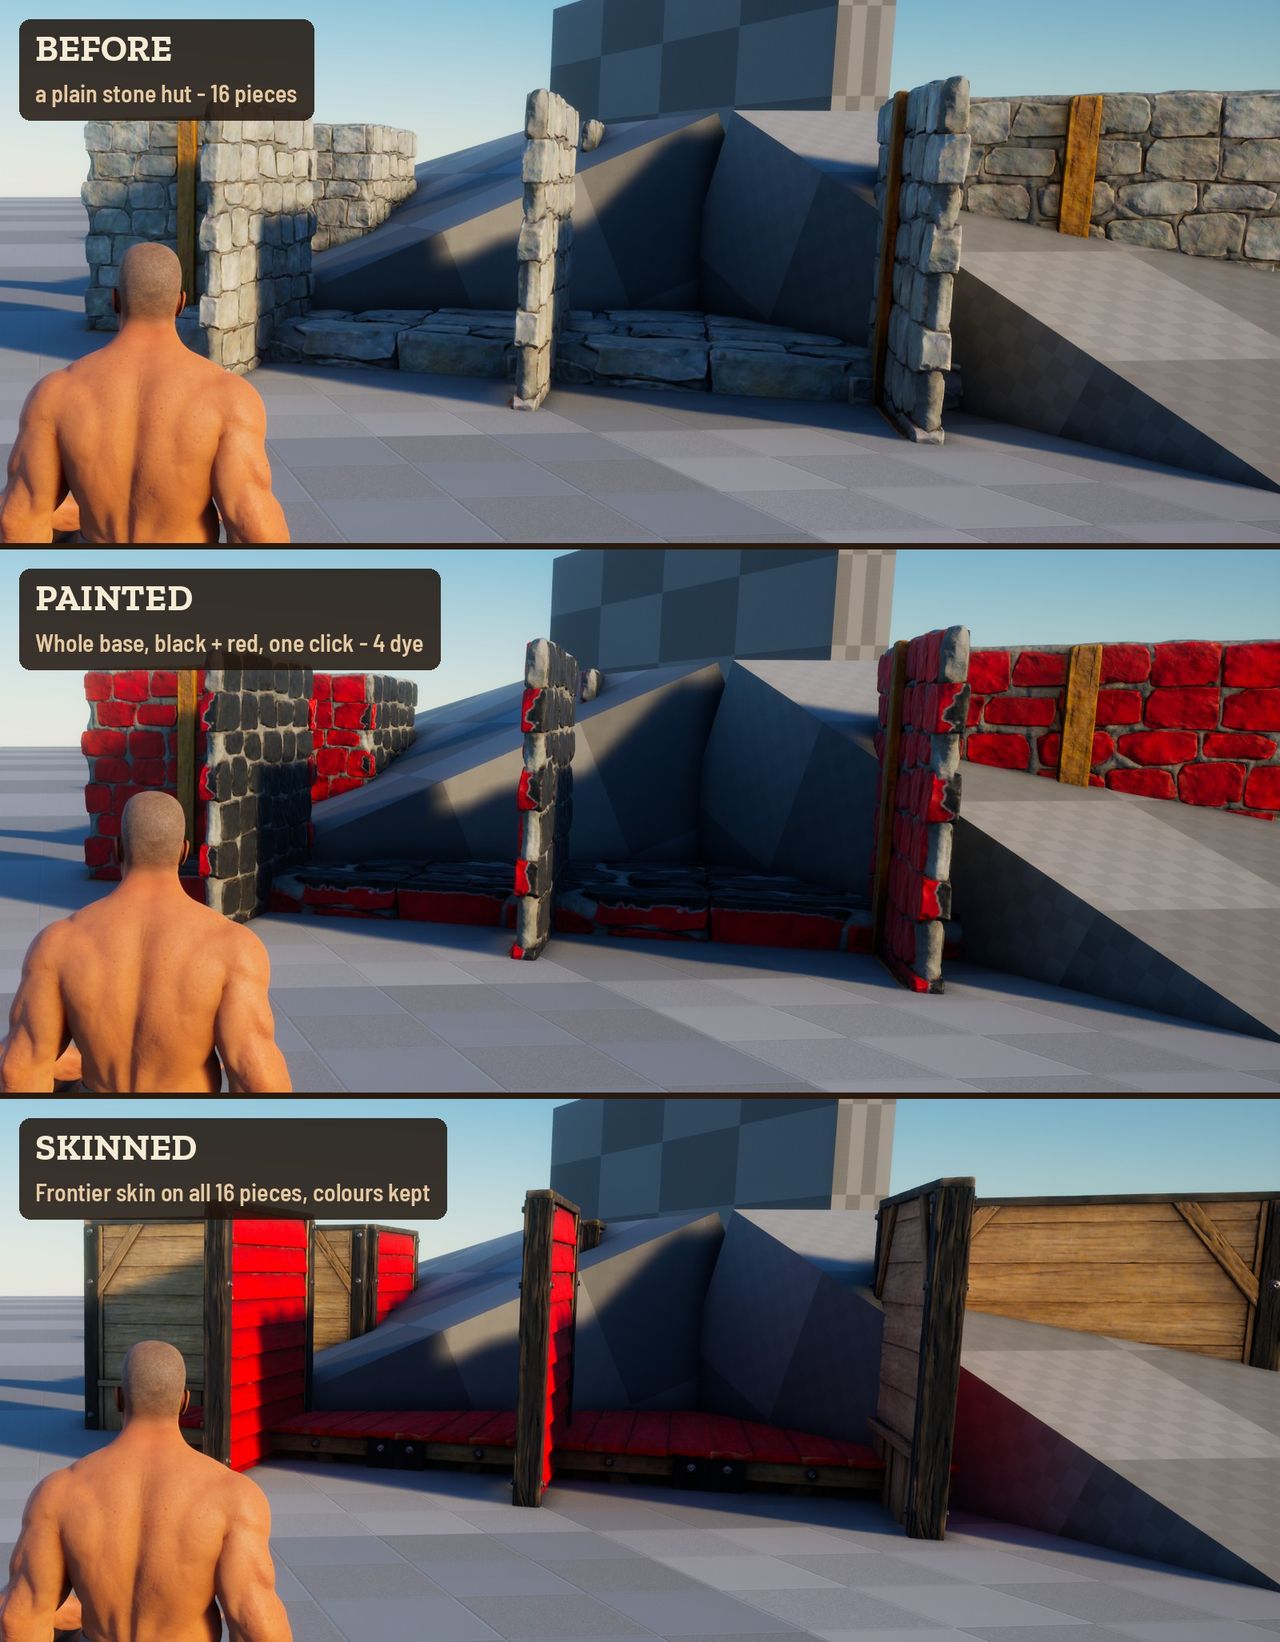 BEFORE
a plain stone hut - 16 pieces
PAINTED
Whole base, black + red, one click - 4 dye
SKINNED
Frontier skin on all 16 pieces, colours kept